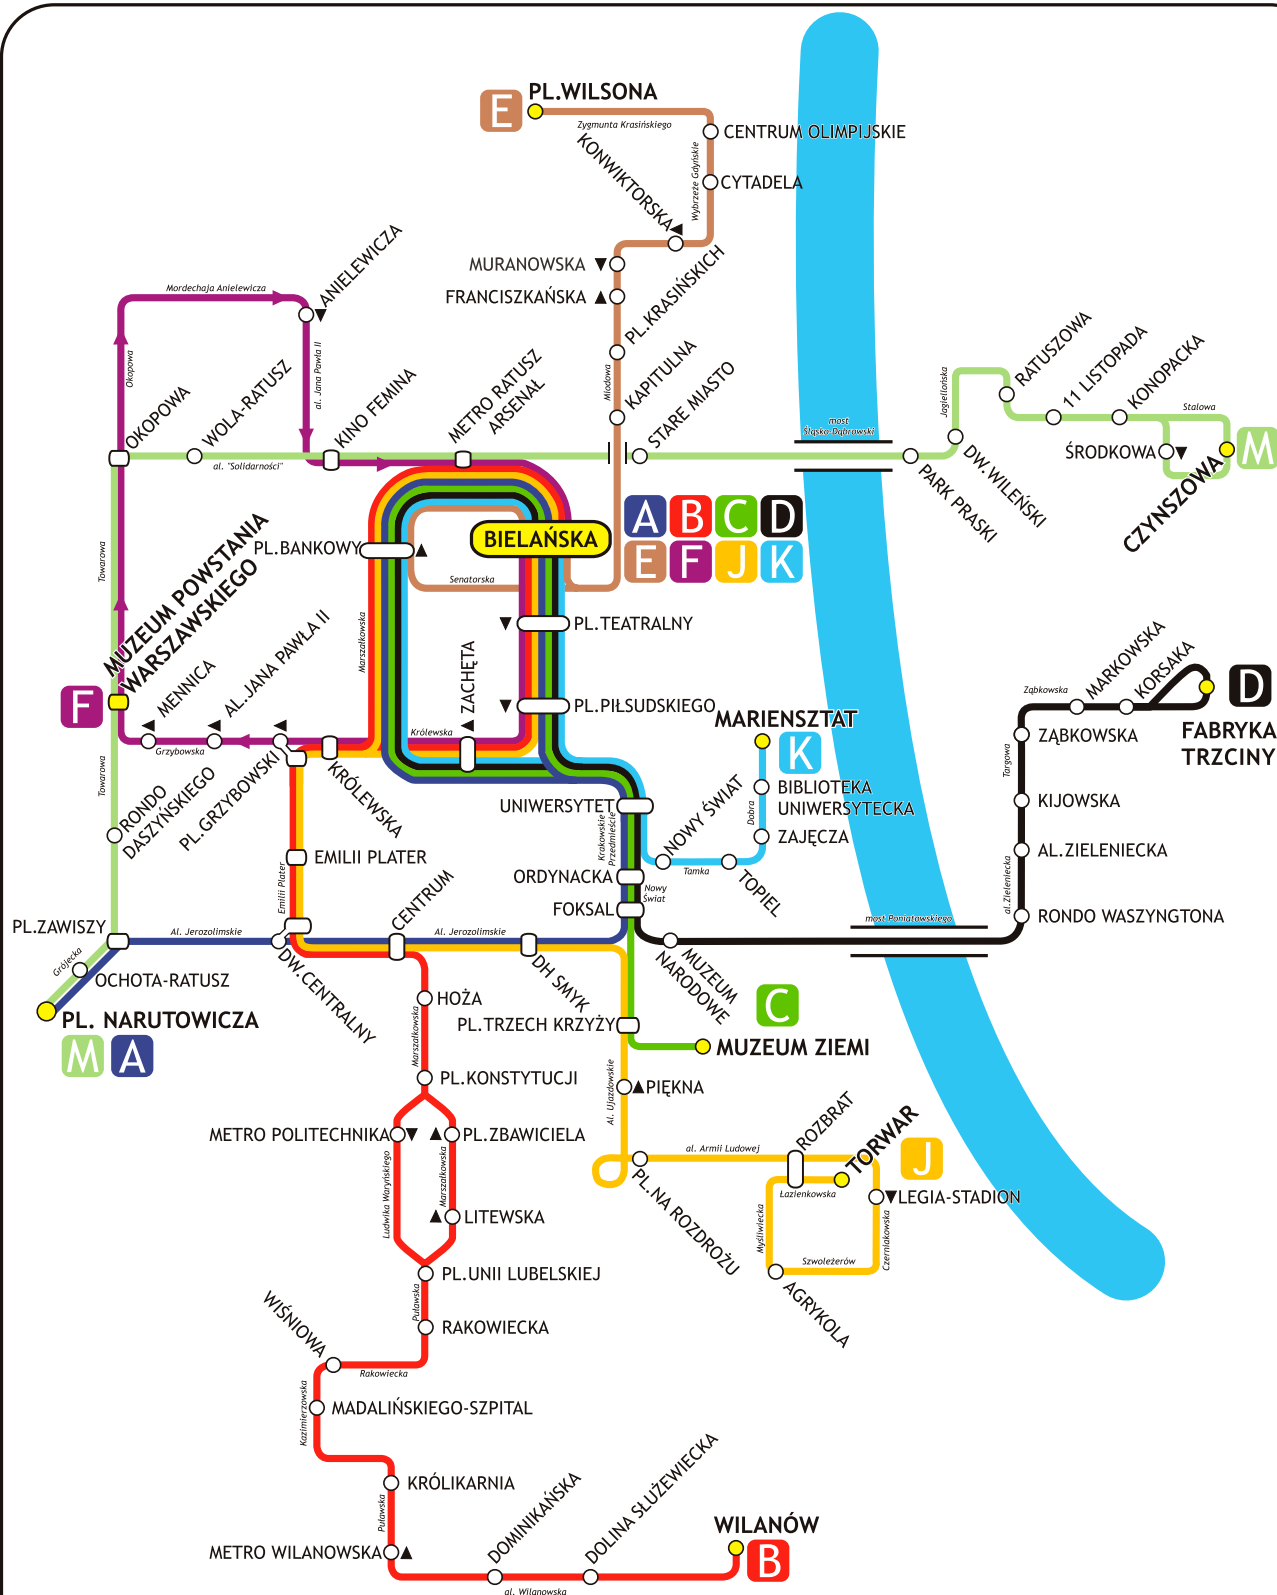 E
PL.WILSONA
Zygmunta Krasińskiego
CENTRUM OLIMPIJSKIE
KONWIKTORSKA
Wybrzeże Gdyńskie
CYTADELA
MURANOWSKA
FRANCISZKAŃSKA
PL.KRASIŃSKICH
Miodowa
KAPITULNA
STARE MIASTO
Mordechaja Anielewicza
ANIELEWICZA
Okopowa
al. Jana Pawła II
OKOPOWA
WOLA-RATUSZ
al. "Solidarności"
KINO FEMINA
METRO RATUSZ
ARSENAŁ
most
Śląsko-Dąbrowski
Jagiellońska
RATUSZOWA
11 LISTOPADA
KONOPACKA
Stalowa
ŚRODKOWA
M
CZYNSZOWA
DW.WILEŃSKI
PARK PRASKI
A
B
C
D
E
F
J
K
BIELAŃSKA
PL.BANKOWY
Senatorska
Towarowa
MUZEUM POWSTANIA
WARSZAWSKIEGO
F
MENNICA
AL.JANA PAWŁA II
Grzybowska
Marszałkowska
ZACHĘTA
Królewska
PL.TEATRALNY
PL.PIŁSUDSKIEGO
MARIENSZTAT
K
BIBLIOTEKA
UNIWERSYTECKA
Dobra
ZAJĘCZA
NOWY ŚWIAT
Tamka
TOPIEL
Ząbkowska
MARKOWSKA
KORSAKA
D
FABRYKA
TRZCINY
ZĄBKOWSKA
Targowa
KIJOWSKA
AL.ZIELENIECKA
al.Zieleniecka
RONDO WASZYNGTONA
Towarowa
RONDO
DASZYŃSKIEGO
PL.GRZYBOWSKI
KRÓLEWSKA
UNIWERSYTET
Krakowskie
Przedmieście
EMILII PLATER
Emilii Plater
ORDYNACKA
Nowy
Świat
FOKSAL
PL.ZAWISZY
Al. Jerozolimskie
CENTRUM
Al. Jerozolimskie
most Poniatowskiego
Grójecka
OCHOTA-RATUSZ
DW.CENTRALNY
DH SMYK
MUZEUM
NARODOWE
PL. NARUTOWICZA
M
A
HOŻA
Marszałkowska
PL.TRZECH KRZYŻY
C
MUZEUM ZIEMI
PL.KONSTYTUCJI
Al. Ujazdowskie
PIĘKNA
METRO POLITECHNIKA
PL.ZBAWICIELA
Ludwika Waryńskiego
Marszałkowska
LITEWSKA
al. Armii Ludowej
ROZBRAT
TORWAR
J
PL.NA ROZDROŻU
Łazienkowska
LEGIA-STADION
Myśliwiecka
Szwoleżerów
Czerniakowska
AGRYKOLA
PL.UNII LUBELSKIEJ
Puławska
RAKOWIECKA
WIŚNIOWA
Rakowiecka
Kazimierzowska
MADALIŃSKIEGO-SZPITAL
KRÓLIKARNIA
Puławska
METRO WILANOWSKA
DOMINIKAŃSKA
DOLINA SŁUŻEWIECKA
al. Wilanowska
WILANÓW
B